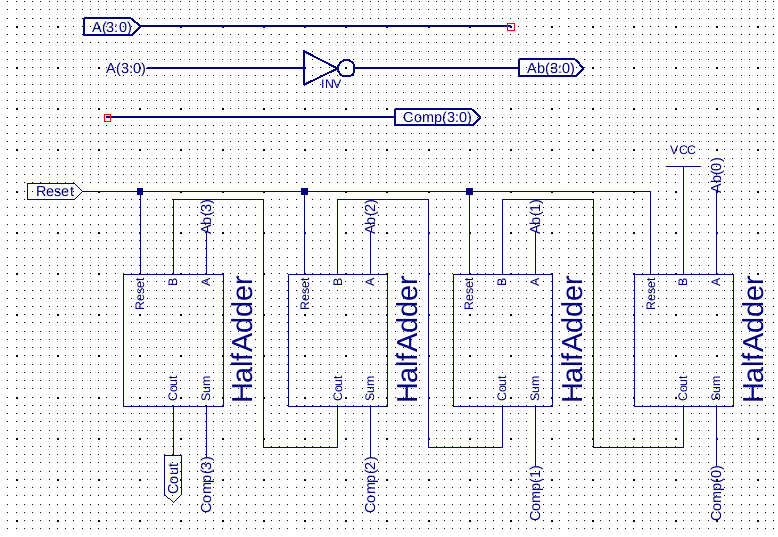 A(3:0)
A(3:0)
INV
Ab(3:0)
Comp(3:0)
VCC
Reset
Ab(3)
Ab(2)
Ab(1)
Ab(0)
Reset
B
A
HalfAdder
Reset
B
A
HalfAdder
Reset
B
A
HalfAdder
Reset
B
A
HalfAdder
Cout
Sum
Cout
Sum
Cout
Sum
Cout
Sum
Cout
Comp(3)
Comp(2)
Comp(1)
Comp(0)